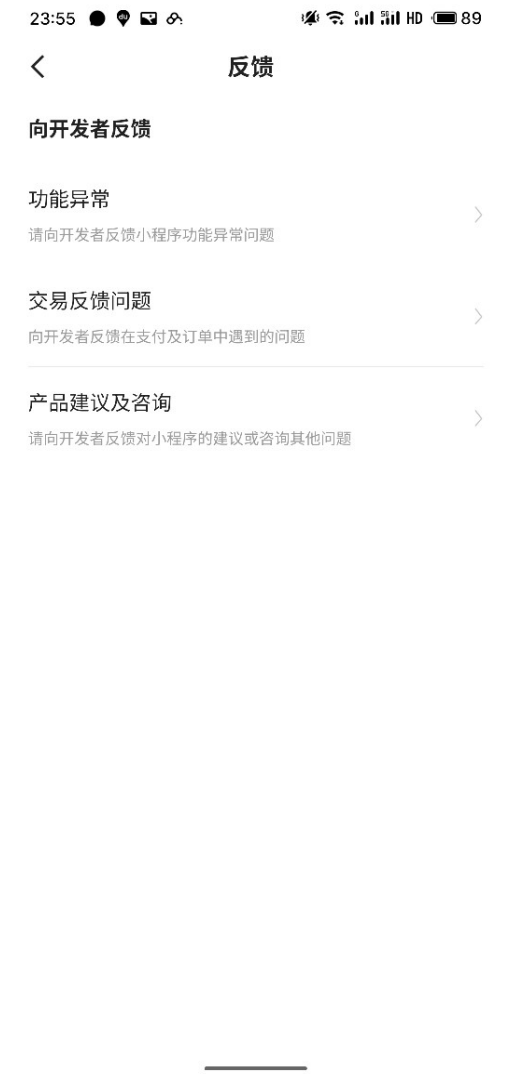 23:55 HD 89
反馈
向开发者反馈
功能异常
请向开发者反馈小程序功能异常问题
交易反馈问题
向开发者反馈在支付及订单中遇到的问题
产品建议及咨询
请向开发者反馈对小程序的建议或咨询其他问题